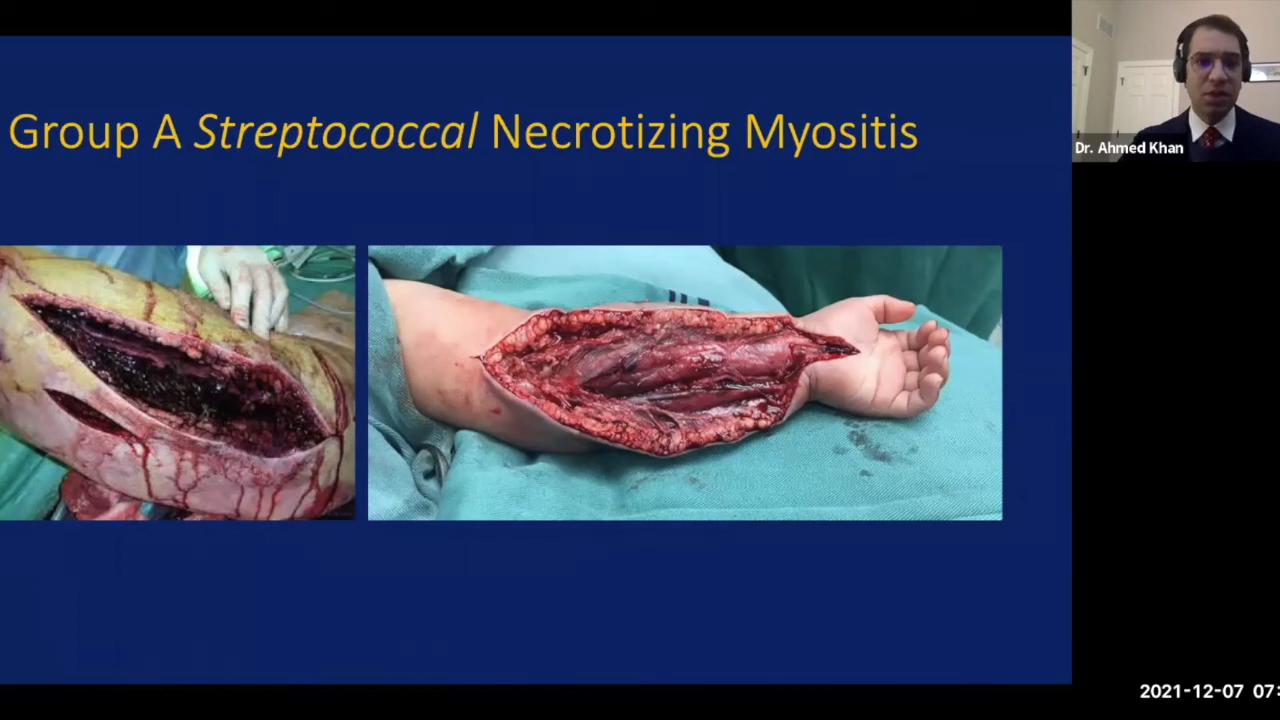 Group A Streptococcal Necrotizing Myositis
Dr. Ahmed Khan
2021-12-07 07: